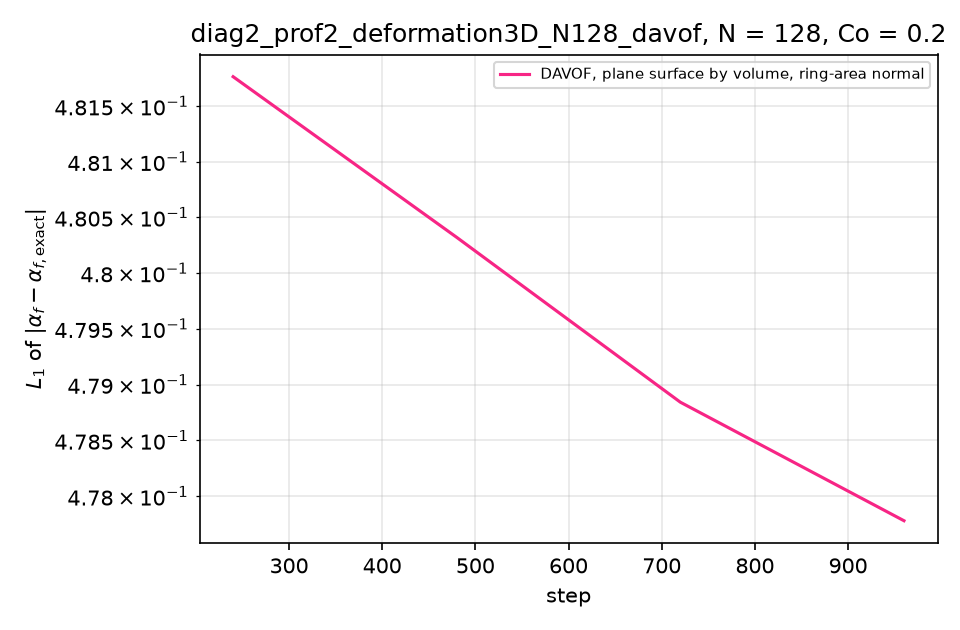 diag2_prof2_deformation3D_N128_davof, N = 128, Co = 0.2
DAVOF, plane surface by volume, ring-area normal
L₁ of |α_f − α_{f,exact}|
4.815 × 10⁻¹
4.81 × 10⁻¹
4.805 × 10⁻¹
4.8 × 10⁻¹
4.795 × 10⁻¹
4.79 × 10⁻¹
4.785 × 10⁻¹
4.78 × 10⁻¹
300 400 500 600 700 800 900
step